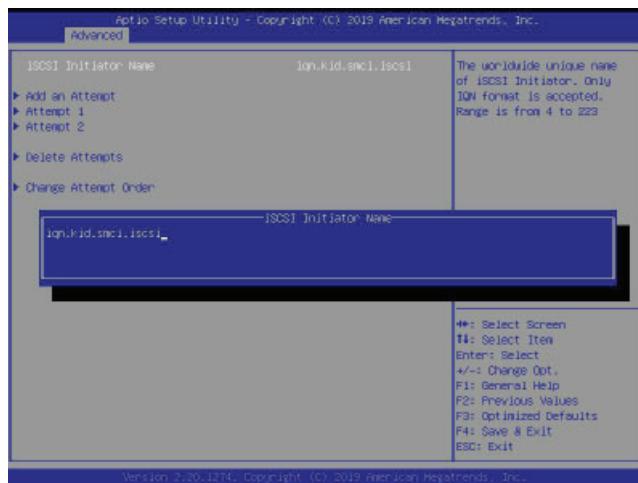 Aptio Setup Utility - Copyright (C) 2019 American Megatrends, Inc.
Advanced
iSCSI Initiator Name iqn.kid.smci.iscsi
Add an Attempt
Attempt 1
Attempt 2
Delete Attempts
Change Attempt Order
The worldwide unique name
of iSCSI Initiator. Only
IQN format is accepted.
Range is from 4 to 223
iSCSI Initiator Name
iqn.kid.smci.iscsi_
: Select Screen
: Select Item
Enter: Select
+/-: Change Opt.
F1: General Help
F2: Previous Values
F3: Optimized Defaults
F4: Save & Exit
ESC: Exit
Version 2.20.1274. Copyright (C) 2019 American Megatrends, Inc.